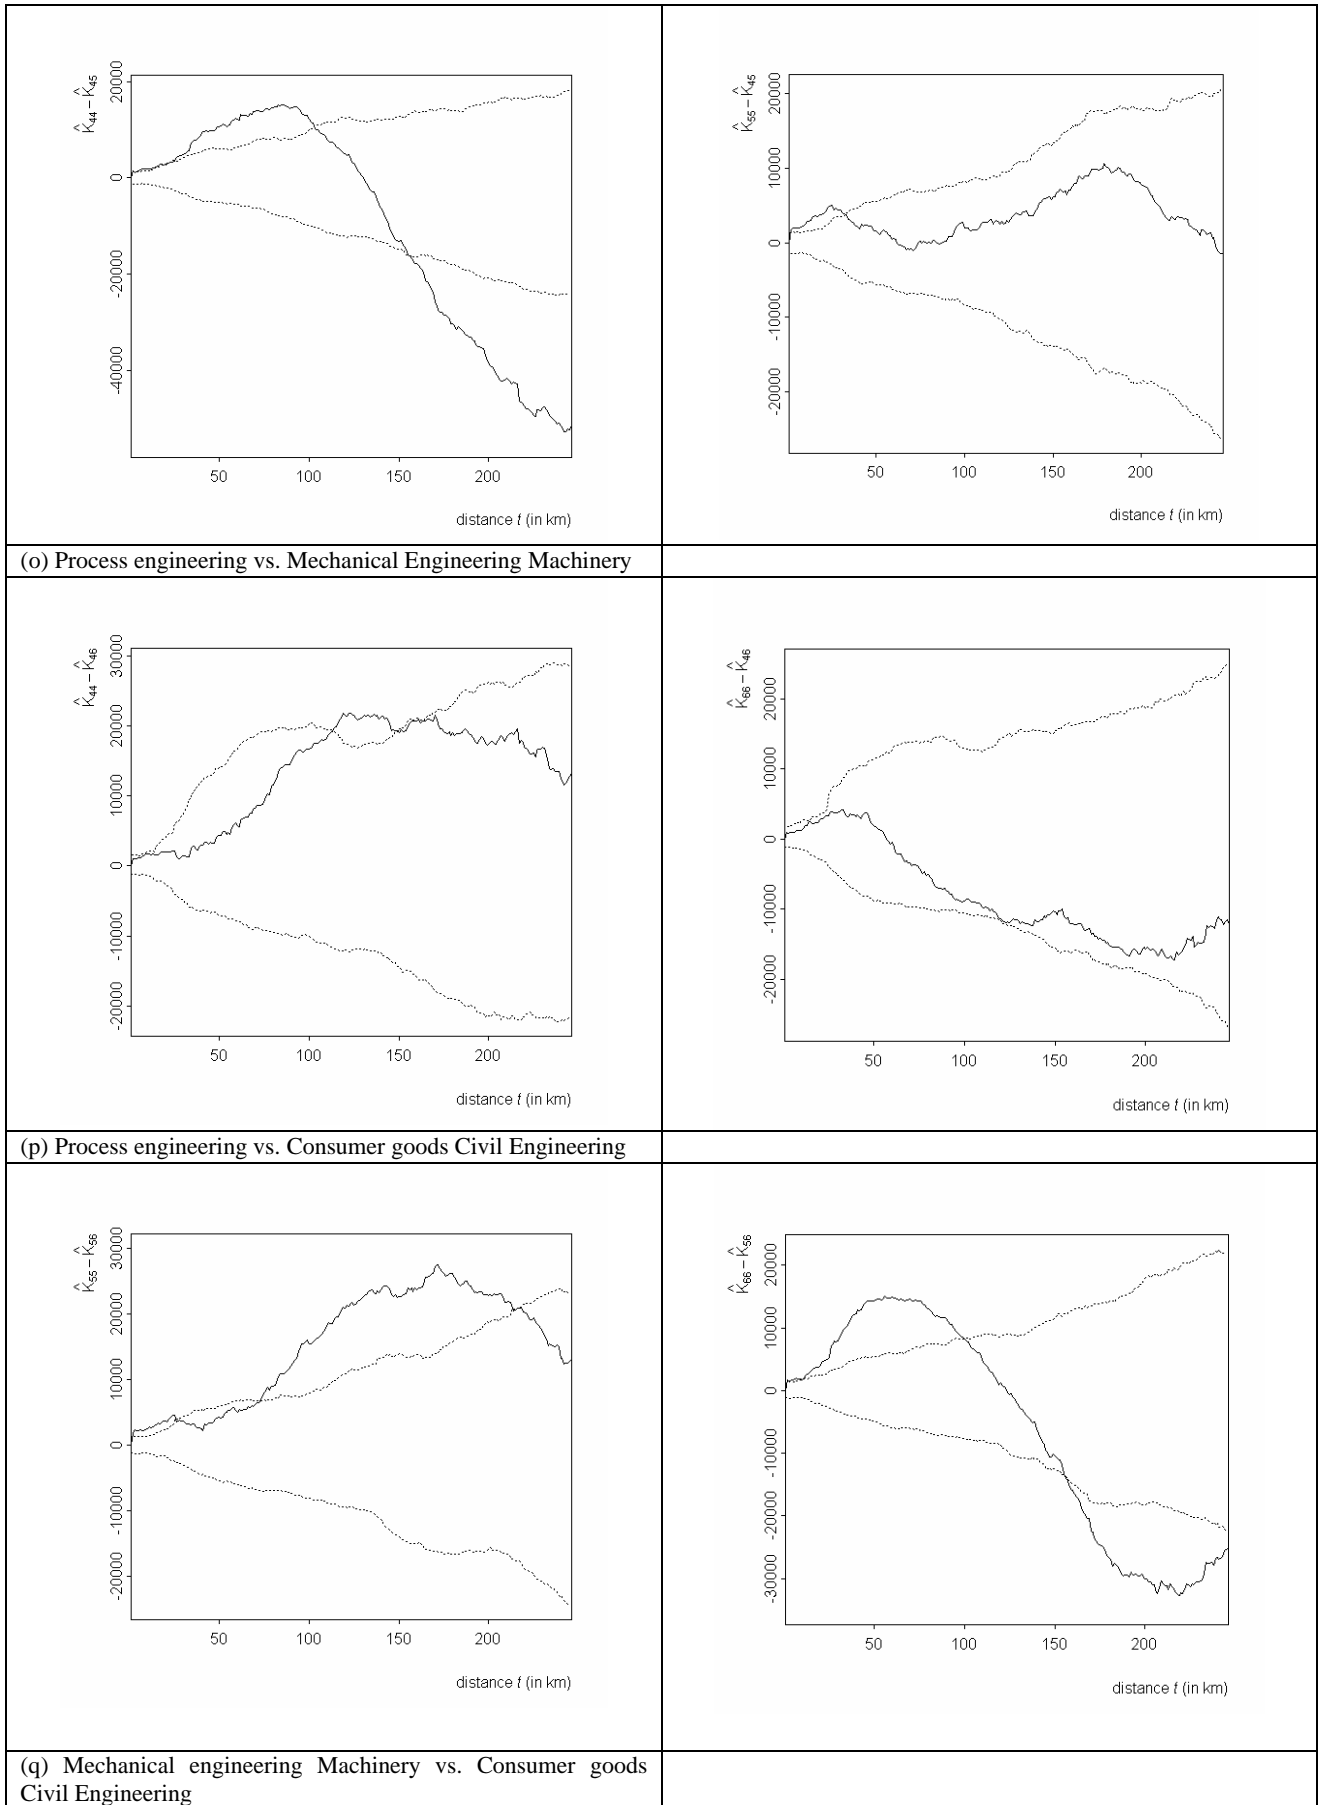 K̂44 – K̂45
20000
0
-20000
-40000
50 100 150 200
distance t (in km)
K̂55 – K̂45
20000
10000
0
-10000
-20000
50 100 150 200
distance t (in km)
(o) Process engineering vs. Mechanical Engineering Machinery
K̂44 – K̂46
30000
20000
10000
0
-10000
-20000
50 100 150 200
distance t (in km)
K̂66 – K̂46
20000
10000
0
-10000
-20000
50 100 150 200
distance t (in km)
(p) Process engineering vs. Consumer goods Civil Engineering
K̂55 – K̂56
30000
20000
10000
0
-10000
-20000
50 100 150 200
distance t (in km)
K̂66 – K̂56
20000
10000
0
-10000
-20000
-30000
50 100 150 200
distance t (in km)
(q) Mechanical engineering Machinery vs. Consumer goods
Civil Engineering